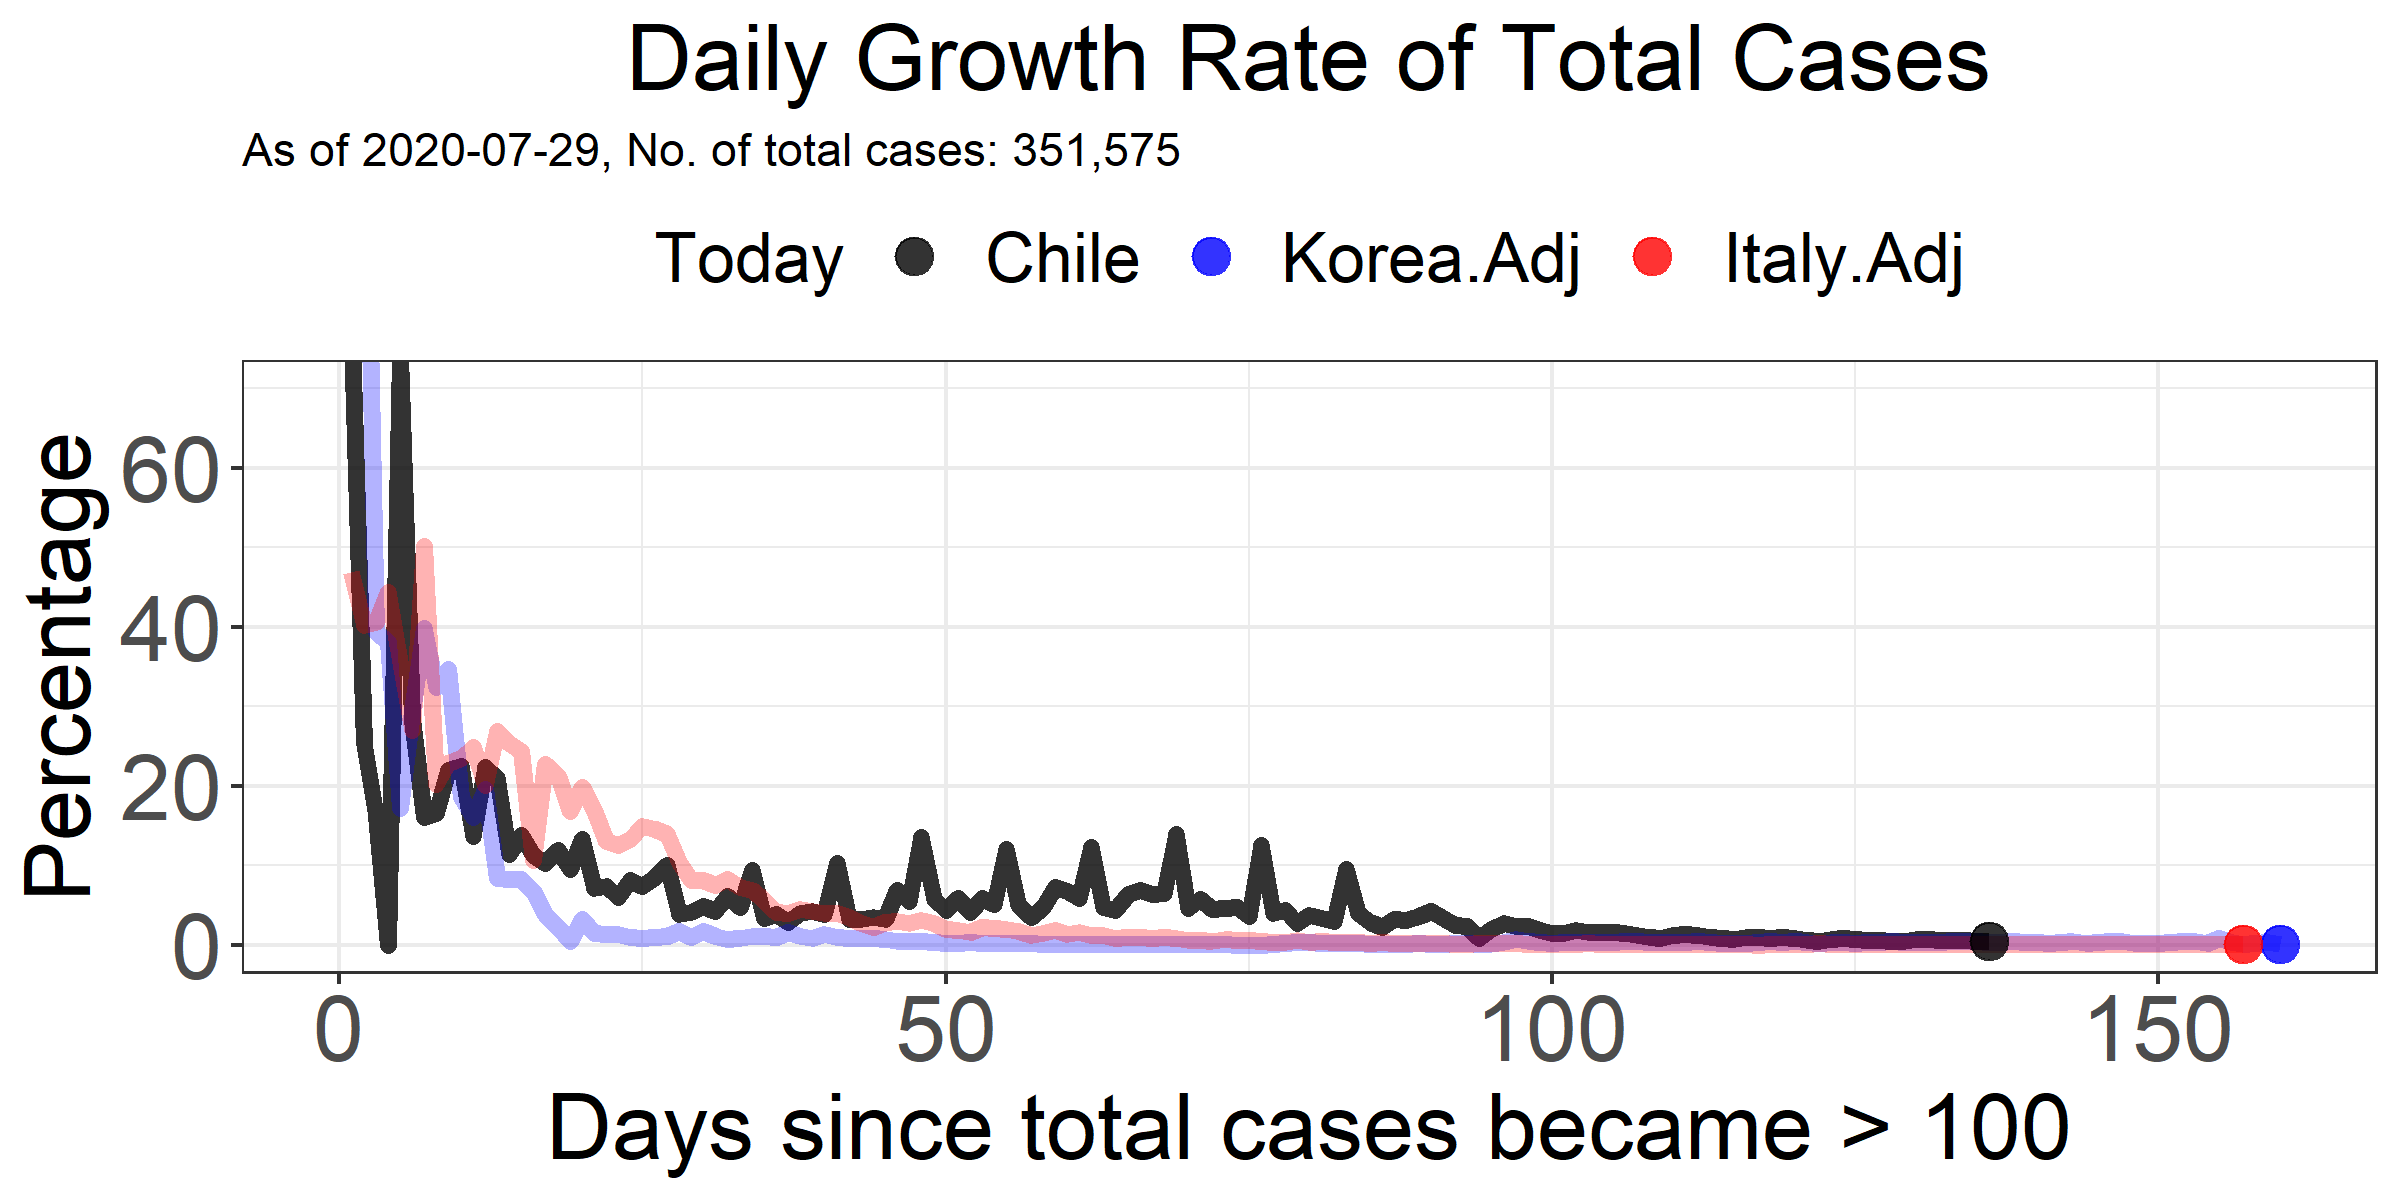 Daily Growth Rate of Total Cases
As of 2020-07-29, No. of total cases: 351,575
Today Chile Korea.Adj Italy.Adj
Percentage
60
40
20
0
0 50 100 150
Days since total cases became > 100